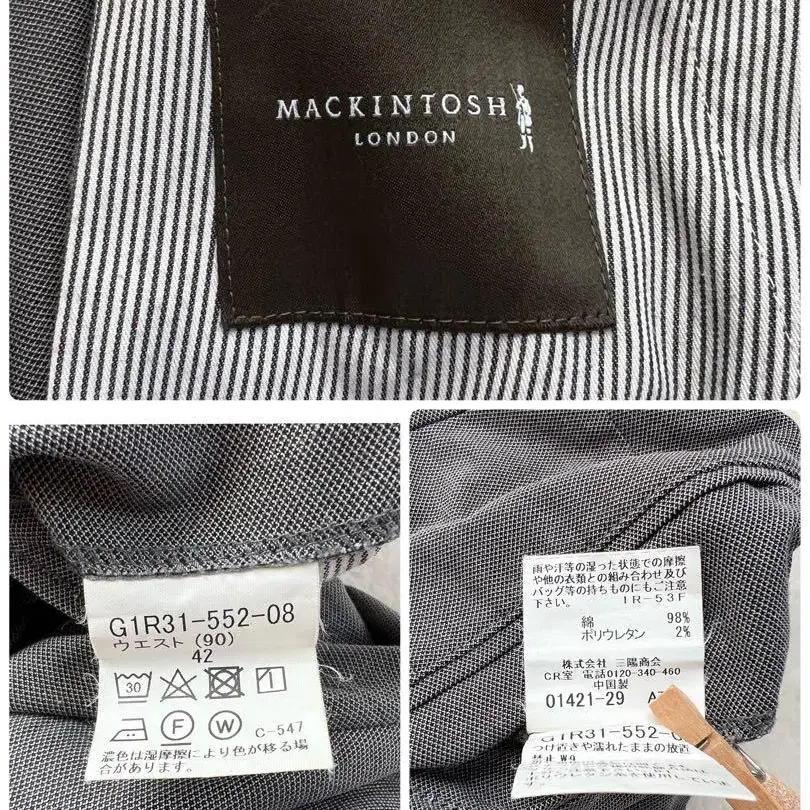 MACKINTOSH
LONDON
G1R31-552-08
ウエスト(90)
42
30
F
W
C-547
濃色は湿摩擦により色が移る場
合があります。
雨や汗等の湿った状態での摩擦
や他の衣類との組み合わせ及び
バッグ等の持ちものにもご注意
下さい。 IR-53F
綿 98%
ポリウレタン 2%
株式会社 三陽商会
CR室 電話0120-340-460
中国製
01421-29
G1R31-552-0
つけ置きや濡れたままの放置
禁止 W9